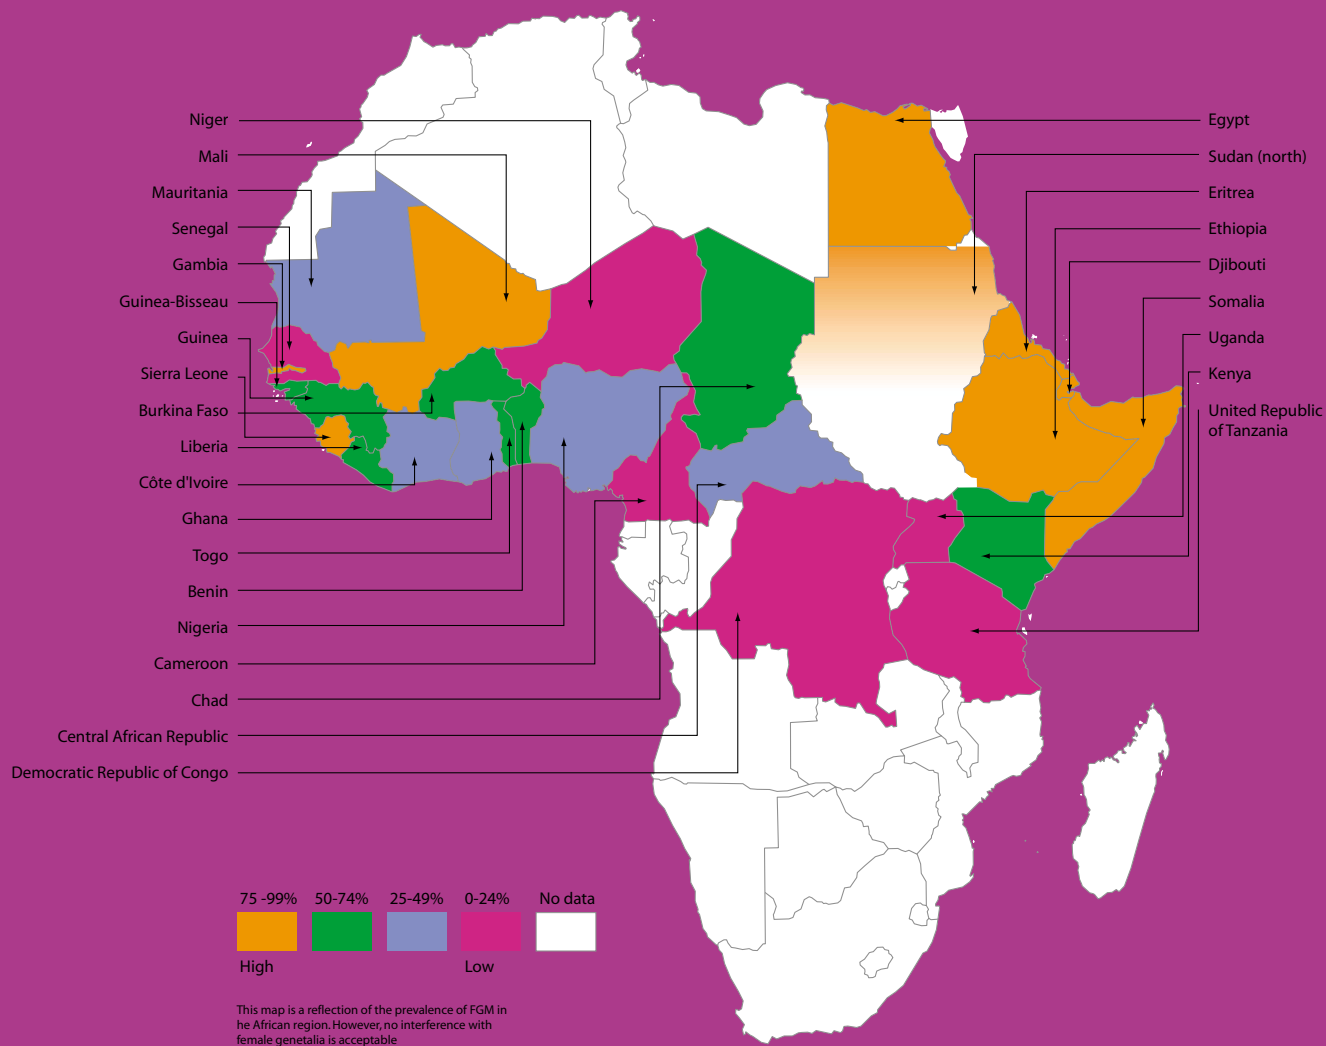 Niger
Mali
Mauritania
Senegal
Gambia
Guinea-Bisseau
Guinea
Sierra Leone
Burkina Faso
Liberia
Côte d'Ivoire
Ghana
Togo
Benin
Nigeria
Cameroon
Chad
Central African Republic
Democratic Republic of Congo
Egypt
Sudan (north)
Eritrea
Ethiopia
Djibouti
Somalia
Uganda
Kenya
United Republic
of Tanzania
75 -99% 50-74% 25-49% 0-24% No data
High Low
This map is a reflection of the prevalence of FGM in
he African region. However, no interference with
female genetalia is acceptable